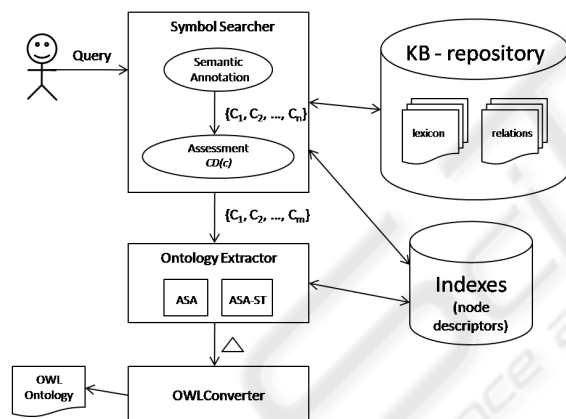 Symbol Searcher
Query
Semantic
Annotation
{C1, C2, ..., Cn}
Assessment
CD(c)
KB - repository
lexicon
relations
{C1, C2, ..., Cm}
Ontology Extractor
ASA
ASA-ST
Indexes
(node
descriptors)
OWL
Ontology
OWLConverter